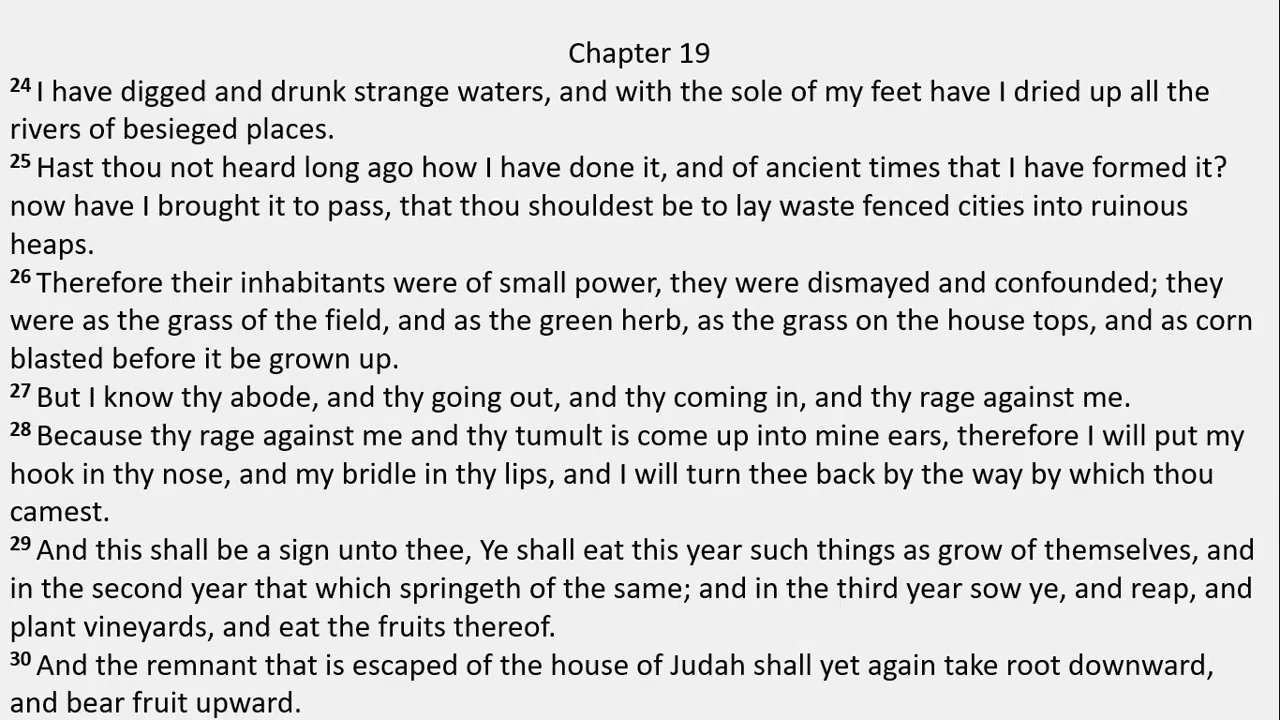 Chapter 19
24 I have digged and drunk strange waters, and with the sole of my feet have I dried up all the
rivers of besieged places.
25 Hast thou not heard long ago how I have done it, and of ancient times that I have formed it?
now have I brought it to pass, that thou shouldest be to lay waste fenced cities into ruinous
heaps.
26 Therefore their inhabitants were of small power, they were dismayed and confounded; they
were as the grass of the field, and as the green herb, as the grass on the house tops, and as corn
blasted before it be grown up.
27 But I know thy abode, and thy going out, and thy coming in, and thy rage against me.
28 Because thy rage against me and thy tumult is come up into mine ears, therefore I will put my
hook in thy nose, and my bridle in thy lips, and I will turn thee back by the way by which thou
camest.
29 And this shall be a sign unto thee, Ye shall eat this year such things as grow of themselves, and
in the second year that which springeth of the same; and in the third year sow ye, and reap, and
plant vineyards, and eat the fruits thereof.
30 And the remnant that is escaped of the house of Judah shall yet again take root downward,
and bear fruit upward.